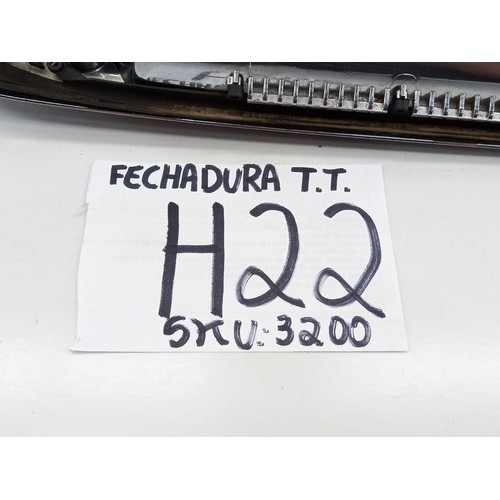 FECHADURA T.T.
H22
SKU: 3200